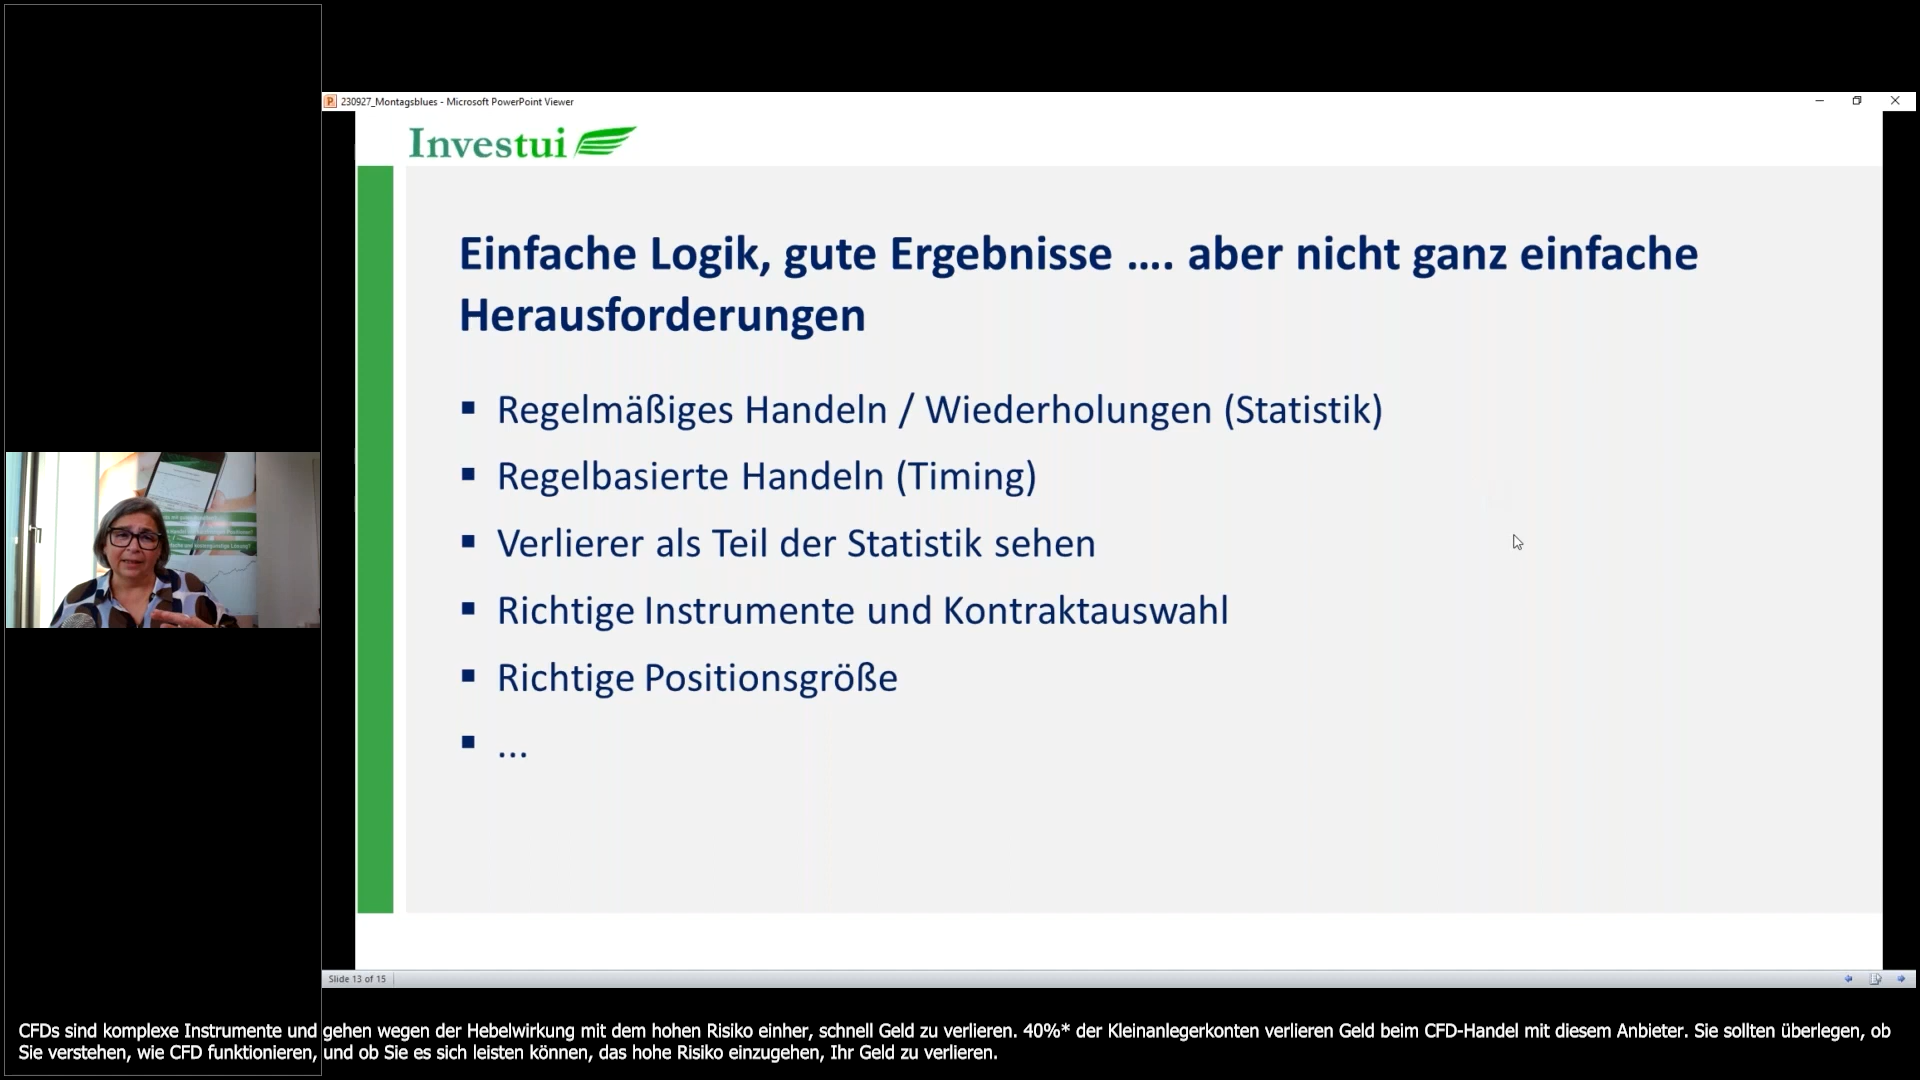 230927_Montagsblues - Microsoft PowerPoint Viewer
Investui
Einfache Logik, gute Ergebnisse …. aber nicht ganz einfache
Herausforderungen
Regelmäßiges Handeln / Wiederholungen (Statistik)
Regelbasierte Handeln (Timing)
Verlierer als Teil der Statistik sehen
Richtige Instrumente und Kontraktauswahl
Richtige Positionsgröße
...
Slide 13 of 15
CFDs sind komplexe Instrumente und gehen wegen der Hebelwirkung mit dem hohen Risiko einher, schnell Geld zu verlieren. 40%* der Kleinanlegerkonten verlieren Geld beim CFD-Handel mit diesem Anbieter. Sie sollten überlegen, ob
Sie verstehen, wie CFD funktionieren, und ob Sie es sich leisten können, das hohe Risiko einzugehen, Ihr Geld zu verlieren.